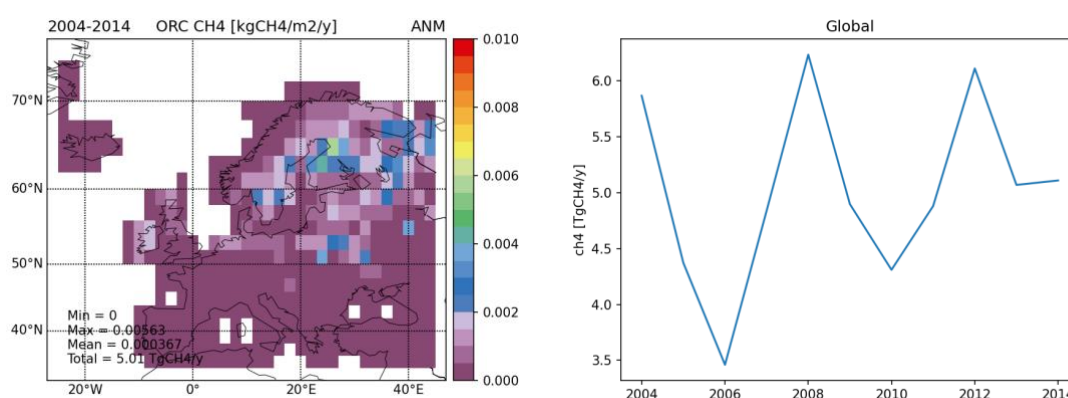 2004-2014 ORC CH4 [kgCH4/m2/y] ANM
70°N
60°N
50°N
40°N
Min = 0
Max = 0.00563
Mean = 0.000367
Total = 5.01 TgCH4/y
20°W 0° 20°E 40°E
0.010
0.008
0.006
0.004
0.002
0.000
Global
ch4 [TgCH4/y]
6.0
5.5
5.0
4.5
4.0
3.5
2004 2006 2008 2010 2012 2014